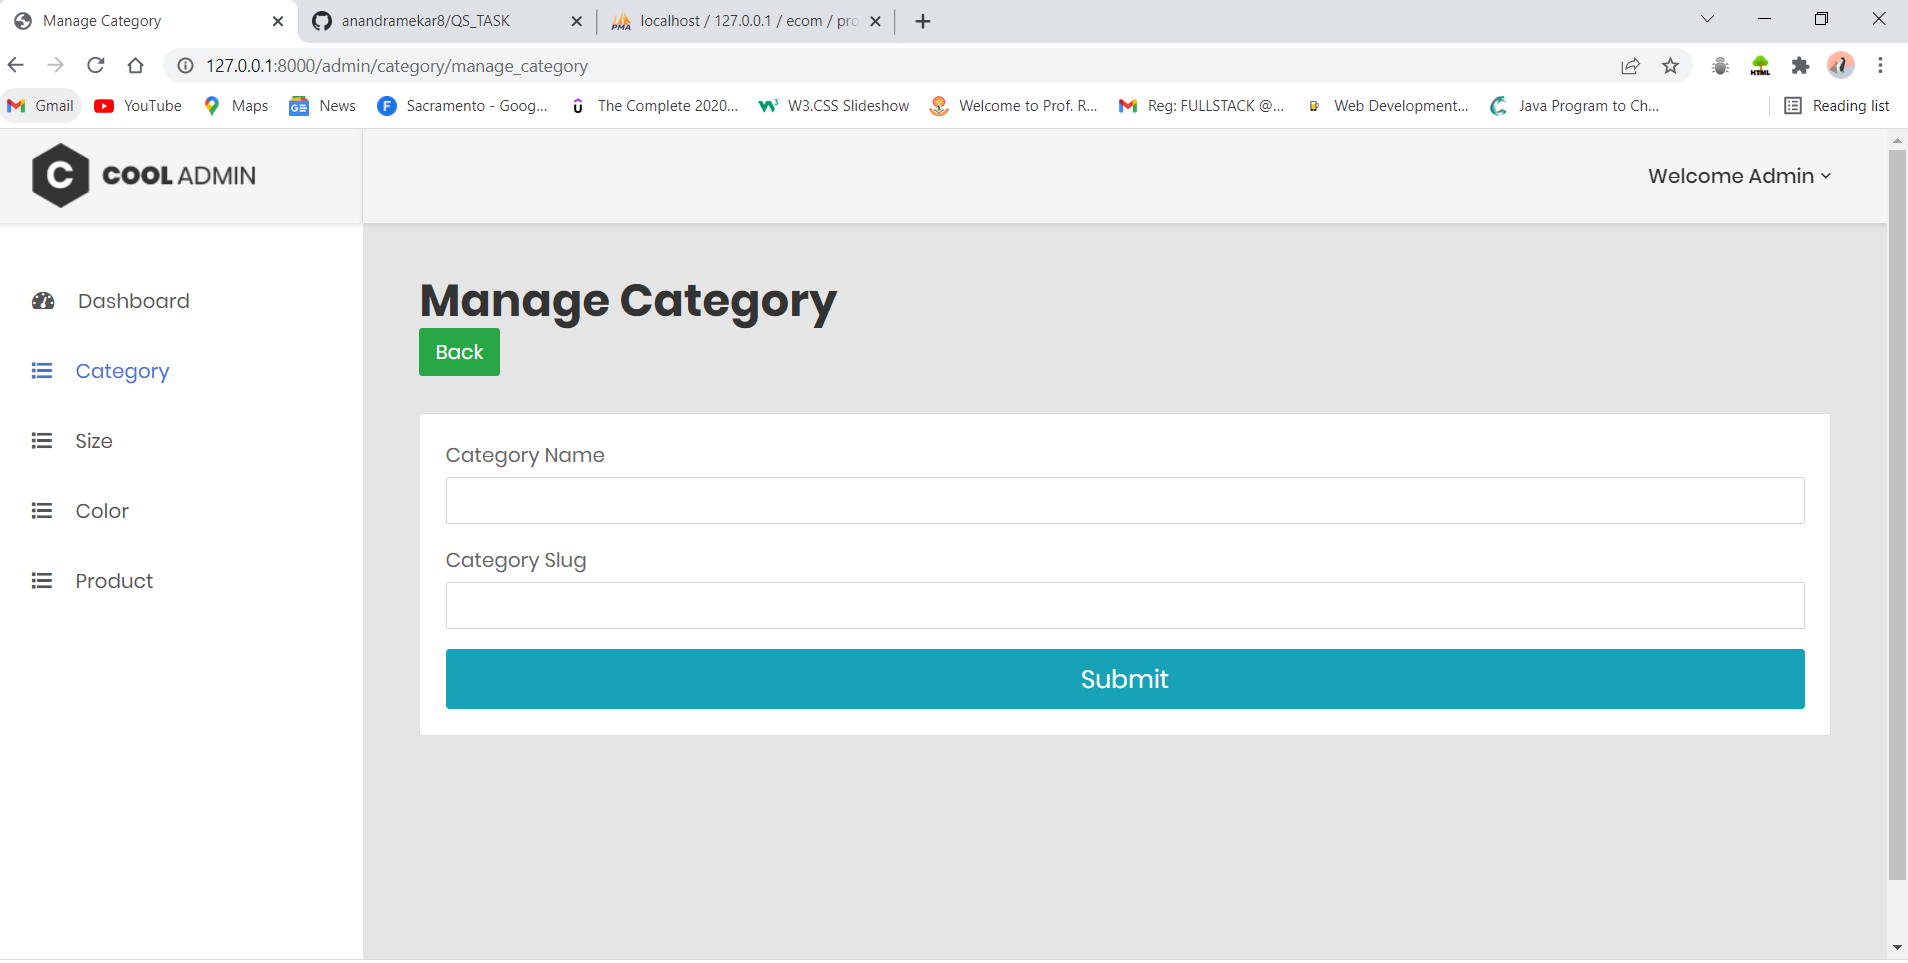 Manage Category
anandramekar8/QS_TASK
PMA
localhost / 127.0.0.1 / ecom / pro
127.0.0.1:8000/admin/category/manage_category
HTML
Gmail
YouTube
Maps
GE
News
F
Sacramento - Goog...
The Complete 2020...
W3.CSS Slideshow
Welcome to Prof. R...
Reg: FULLSTACK @...
Web Development...
Java Program to Ch...
Reading list
C COOL ADMIN
Welcome Admin
Dashboard
Category
Size
Color
Product
Manage Category
Back
Category Name
Category Slug
Submit